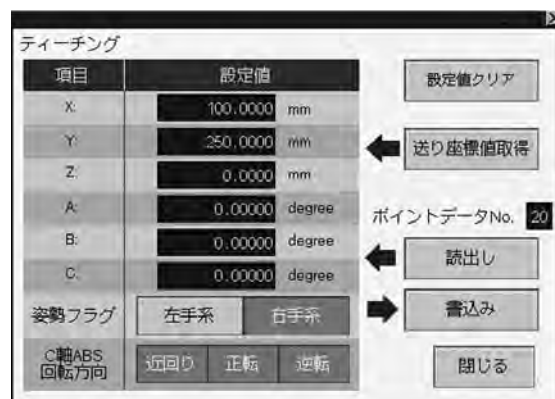 ティーチング
項目 設定値
X: 100.0000 mm
Y: 250.0000 mm
Z: 0.0000 mm
A: 0.00000 degree
B: 0.00000 degree
C: 0.00000 degree
姿勢フラグ 左手系 右手系
C軸ABS
回転方向 近回り 正転 逆転
設定値クリア
送り座標値取得
ポイントデータNo. 20
読出し
書込み
閉じる